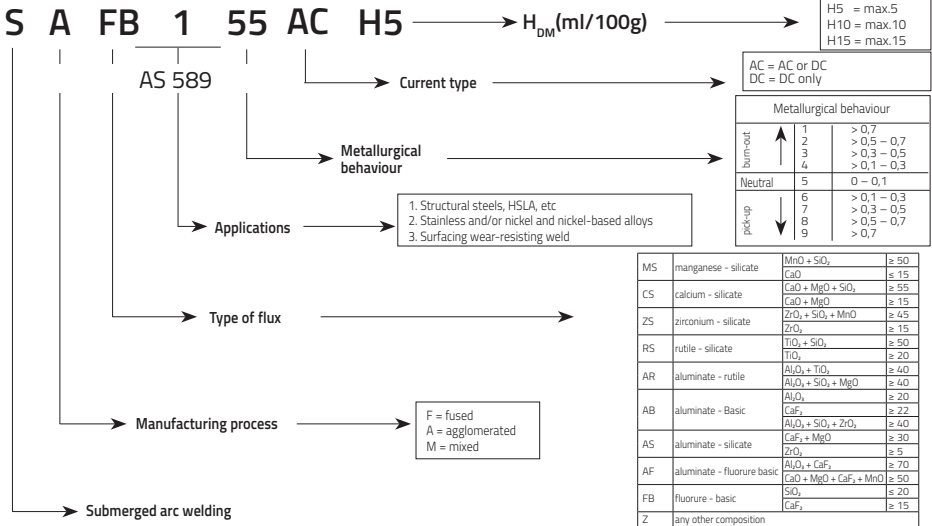 S A FB 1 55 AC H5
H_DM(ml/100g)
H5 = max.5
H10 = max.10
H15 = max.15
AS 589
Current type
AC = AC or DC
DC = DC only
Metallurgical behaviour
Metallurgical behaviour
burn-out
1 > 0,7
2 > 0,5 – 0,7
3 > 0,3 – 0,5
4 > 0,1 – 0,3
Neutral 5 0 – 0,1
pick-up
6 > 0,1 – 0,3
7 > 0,3 – 0,5
8 > 0,5 – 0,7
9 > 0,7
Applications
1. Structural steels, HSLA, etc
2. Stainless and/or nickel and nickel-based alloys
3. Surfacing wear-resisting weld
Type of flux
MS manganese - silicate MnO + SiO₂ ≥ 50
CaO ≤ 15
CS calcium - silicate CaO + MgO + SiO₂ ≥ 55
CaO + MgO ≥ 15
ZS zirconium - silicate ZrO₂ + SiO₂ + MnO ≥ 45
ZrO₂ ≥ 15
RS rutile - silicate TiO₂ + SiO₂ ≥ 50
TiO₂ ≥ 20
AR aluminate - rutile Al₂O₃ + TiO₂ ≥ 40
Al₂O₃ + SiO₂ + MgO ≥ 40
AB aluminate - Basic Al₂O₃ ≥ 20
CaF₂ ≥ 22
Al₂O₃ + SiO₂ + ZrO₂ ≥ 40
AS aluminate - silicate CaF₂ + MgO ≥ 30
ZrO₂ ≥ 5
AF aluminate - fluorure basic Al₂O₃ + CaF₂ ≥ 70
CaO + MgO + CaF₂ + MnO ≥ 50
FB fluorure - basic SiO₂ ≤ 20
CaF₂ ≥ 15
Z any other composition
Manufacturing process
F = fused
A = agglomerated
M = mixed
Submerged arc welding